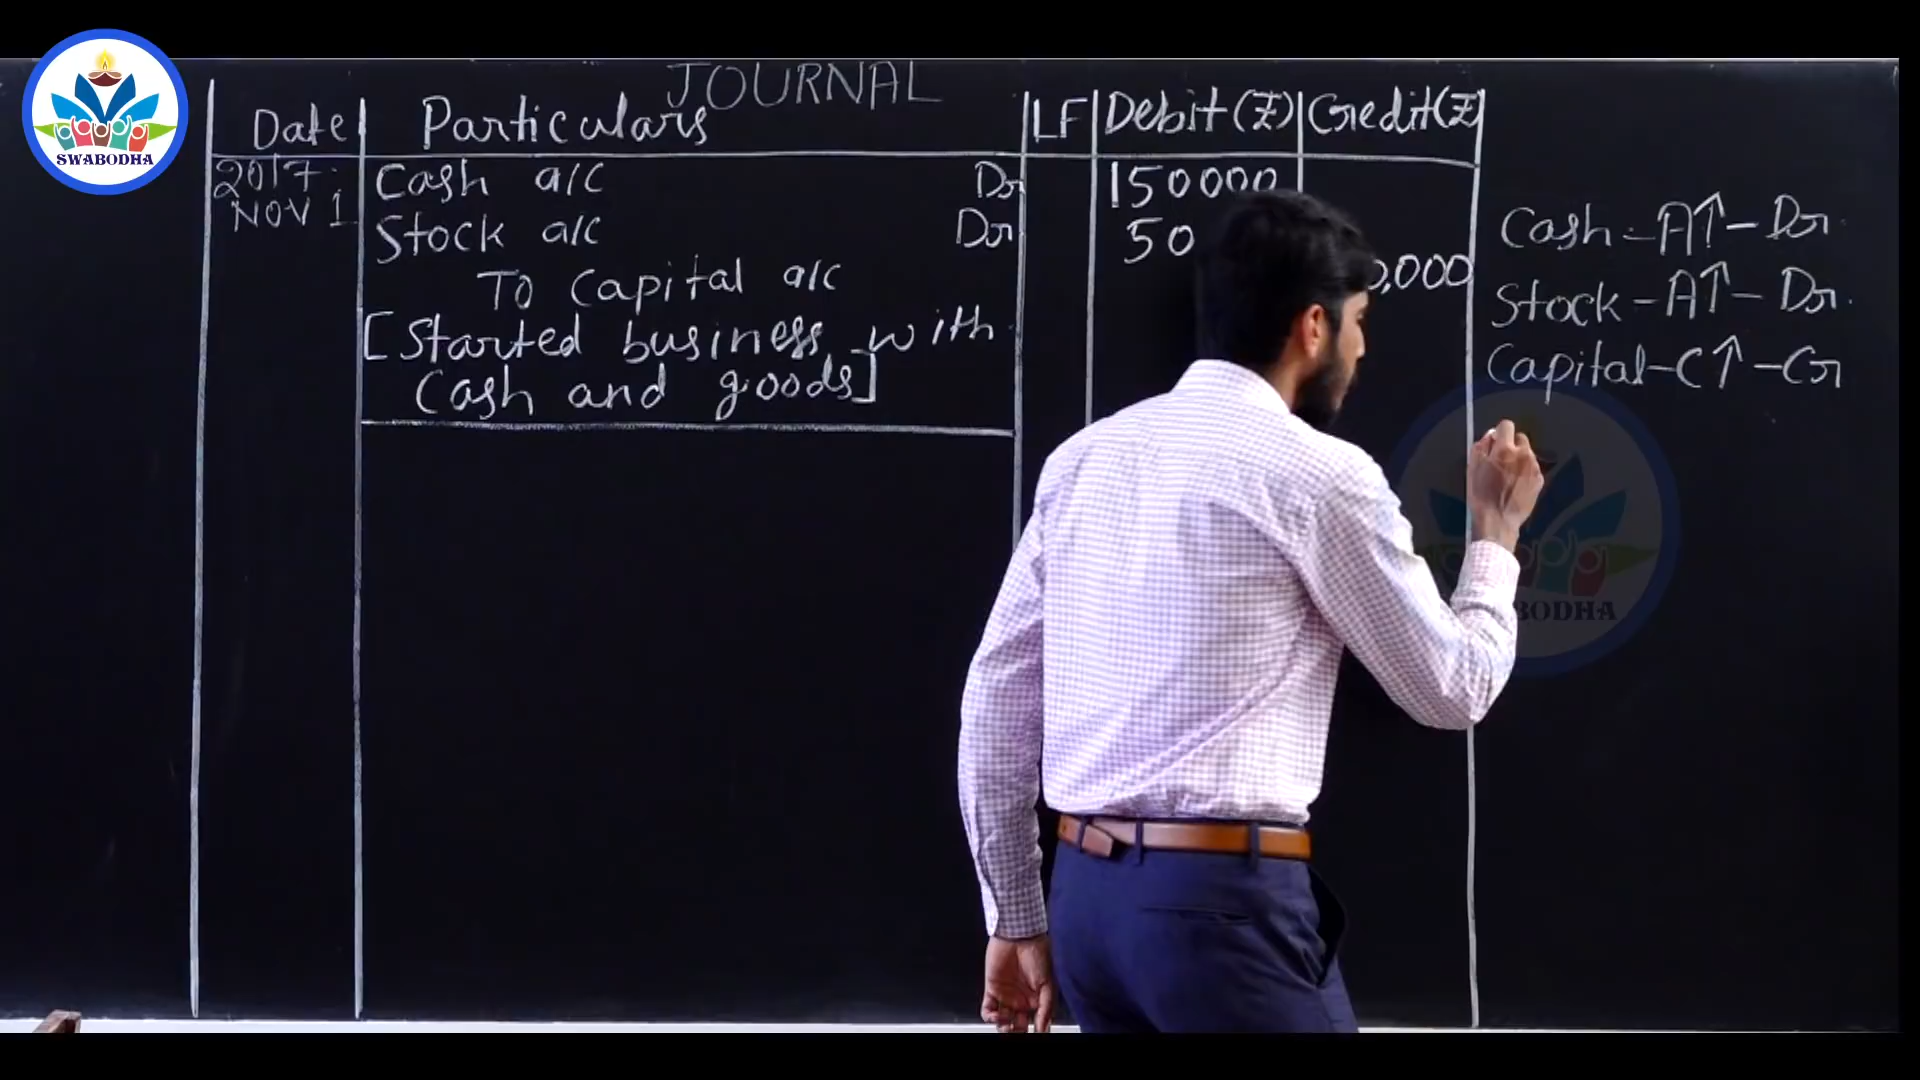 SWABODHA
JOURNAL
Date Particulars LF Debit(₹) Credit(₹)
2017 Cash a/c Dr 150000
Nov 1
Stock a/c Dr 50
To Capital a/c 0,000
[Started business with
Cash and goods]
Cash - A↑ - Dr.
Stock - A↑ - Dr.
Capital - C↑ - Cr
BODHA